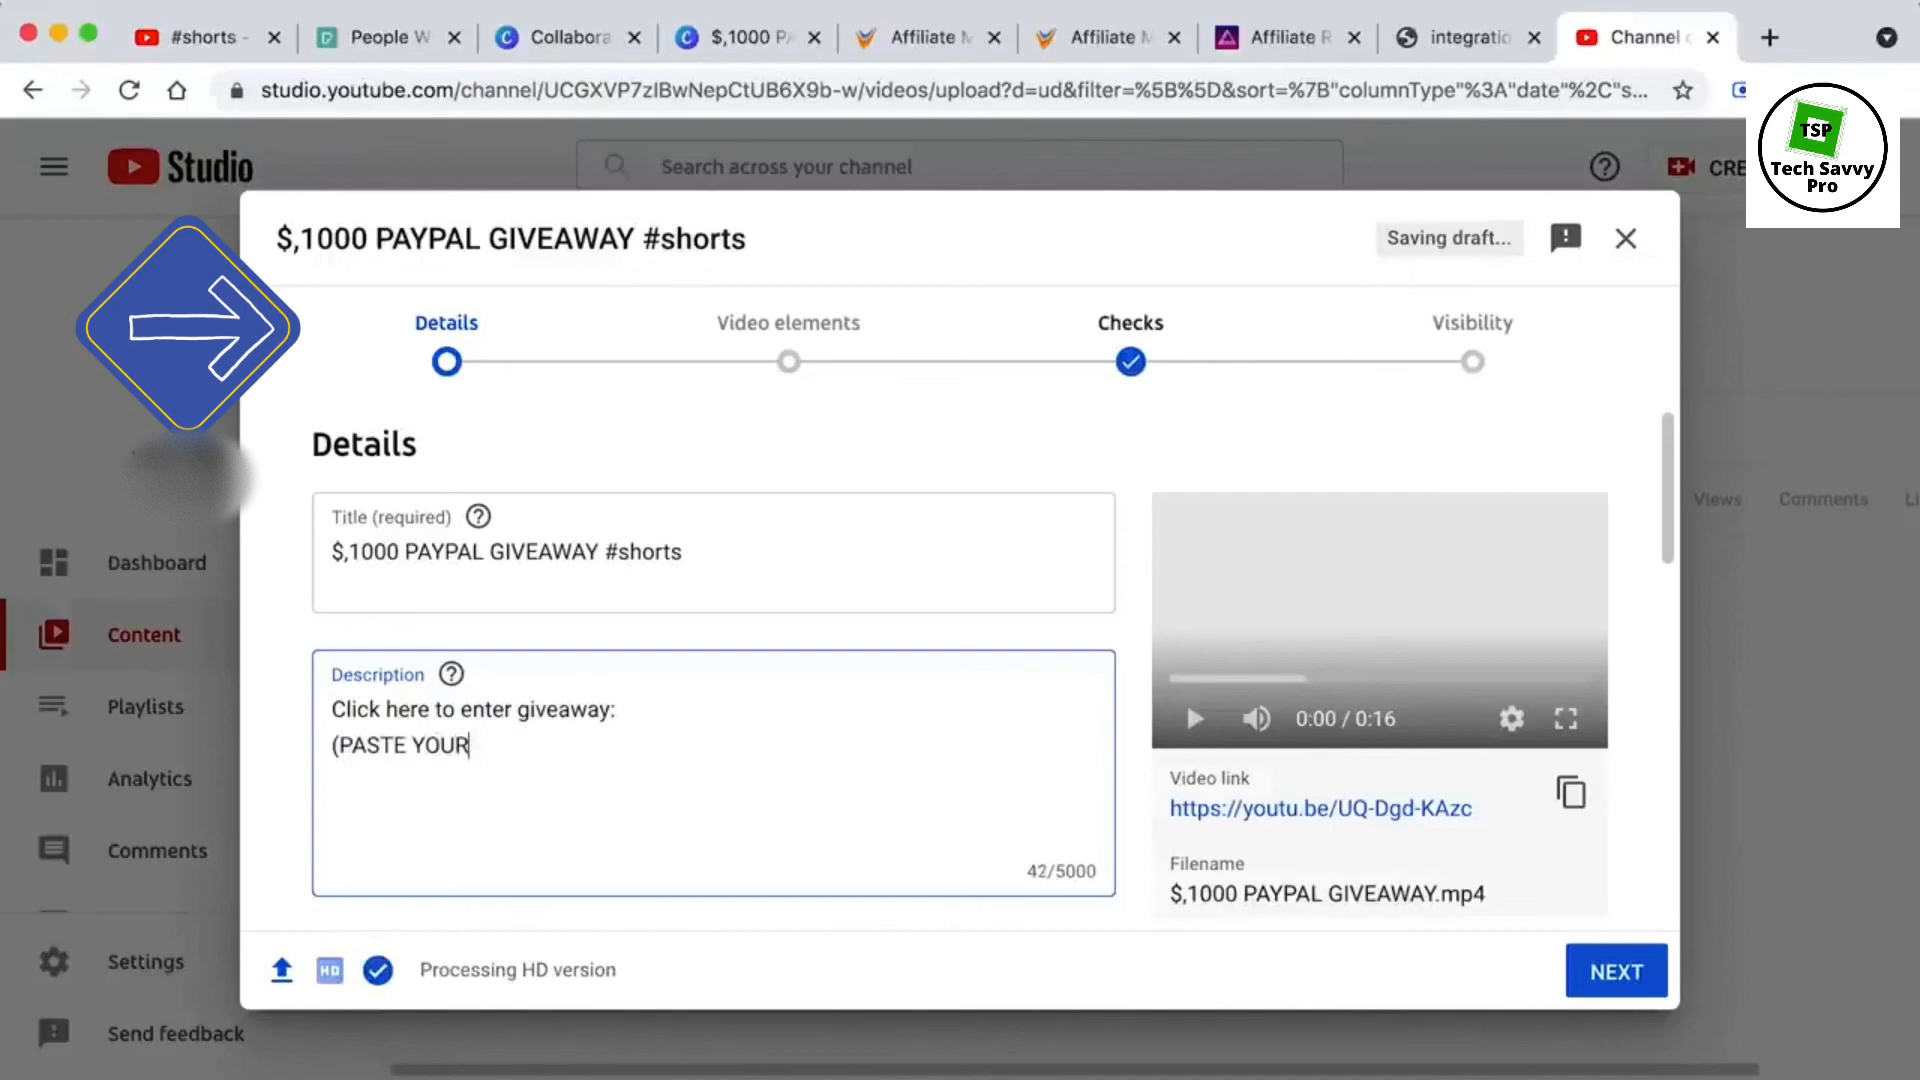 #shorts -
People W
Collabora
$,1000 PA
Affiliate M
Affiliate M
Affiliate R
integratio
Channel c
studio.youtube.com/channel/UCGXVP7zIBwNepCtUB6X9b-w/videos/upload?d=ud&filter=%5B%5D&sort=%7B"columnType"%3A"date"%2C"s...
Studio
Search across your channel
CRE
TSP
Tech Savvy
Pro
$,1000 PAYPAL GIVEAWAY #shorts
Saving draft...
Details
Video elements
Checks
Visibility
Details
Title (required)
$,1000 PAYPAL GIVEAWAY #shorts
Description
Click here to enter giveaway:
(PASTE YOUR
42/5000
0:00 / 0:16
Video link
https://youtu.be/UQ-Dgd-KAzc
Filename
$,1000 PAYPAL GIVEAWAY.mp4
Views
Comments
Li
Dashboard
Content
Playlists
Analytics
Comments
Settings
Send feedback
HD
Processing HD version
NEXT